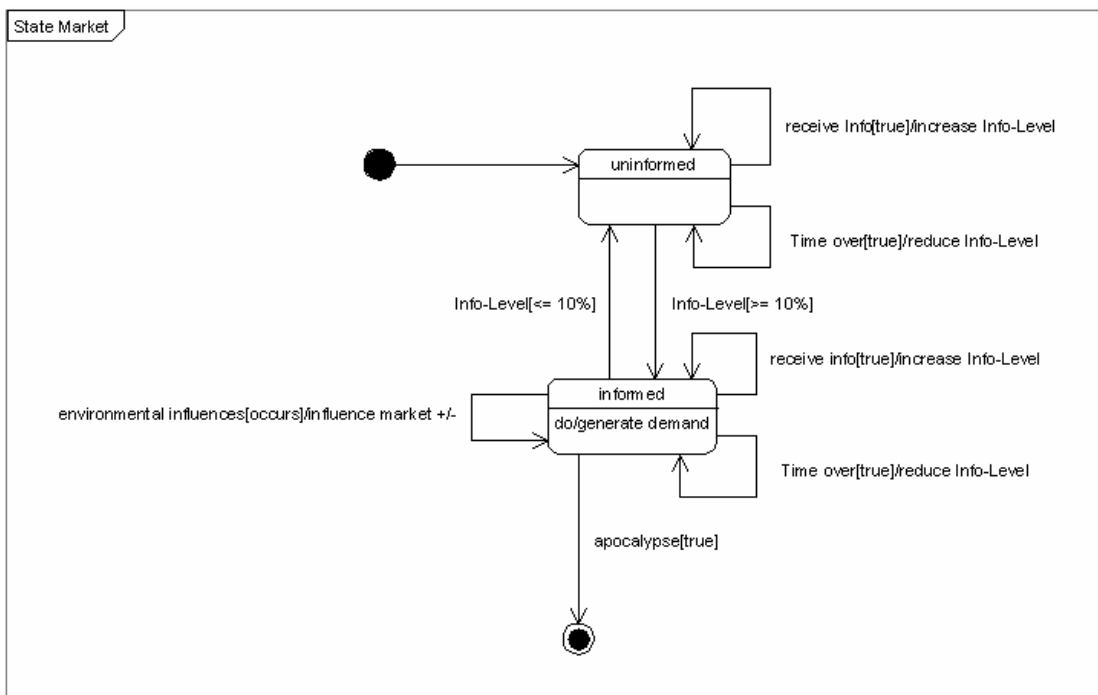 State Market
receive Info[true]/increase Info-Level
uninformed
Time over[true]/reduce Info-Level
Info-Level[<= 10%]
Info-Level[>= 10%]
receive info[true]/increase Info-Level
informed
environmental influences[occurs]/influence market +/-
do/generate demand
Time over[true]/reduce Info-Level
apocalypse[true]